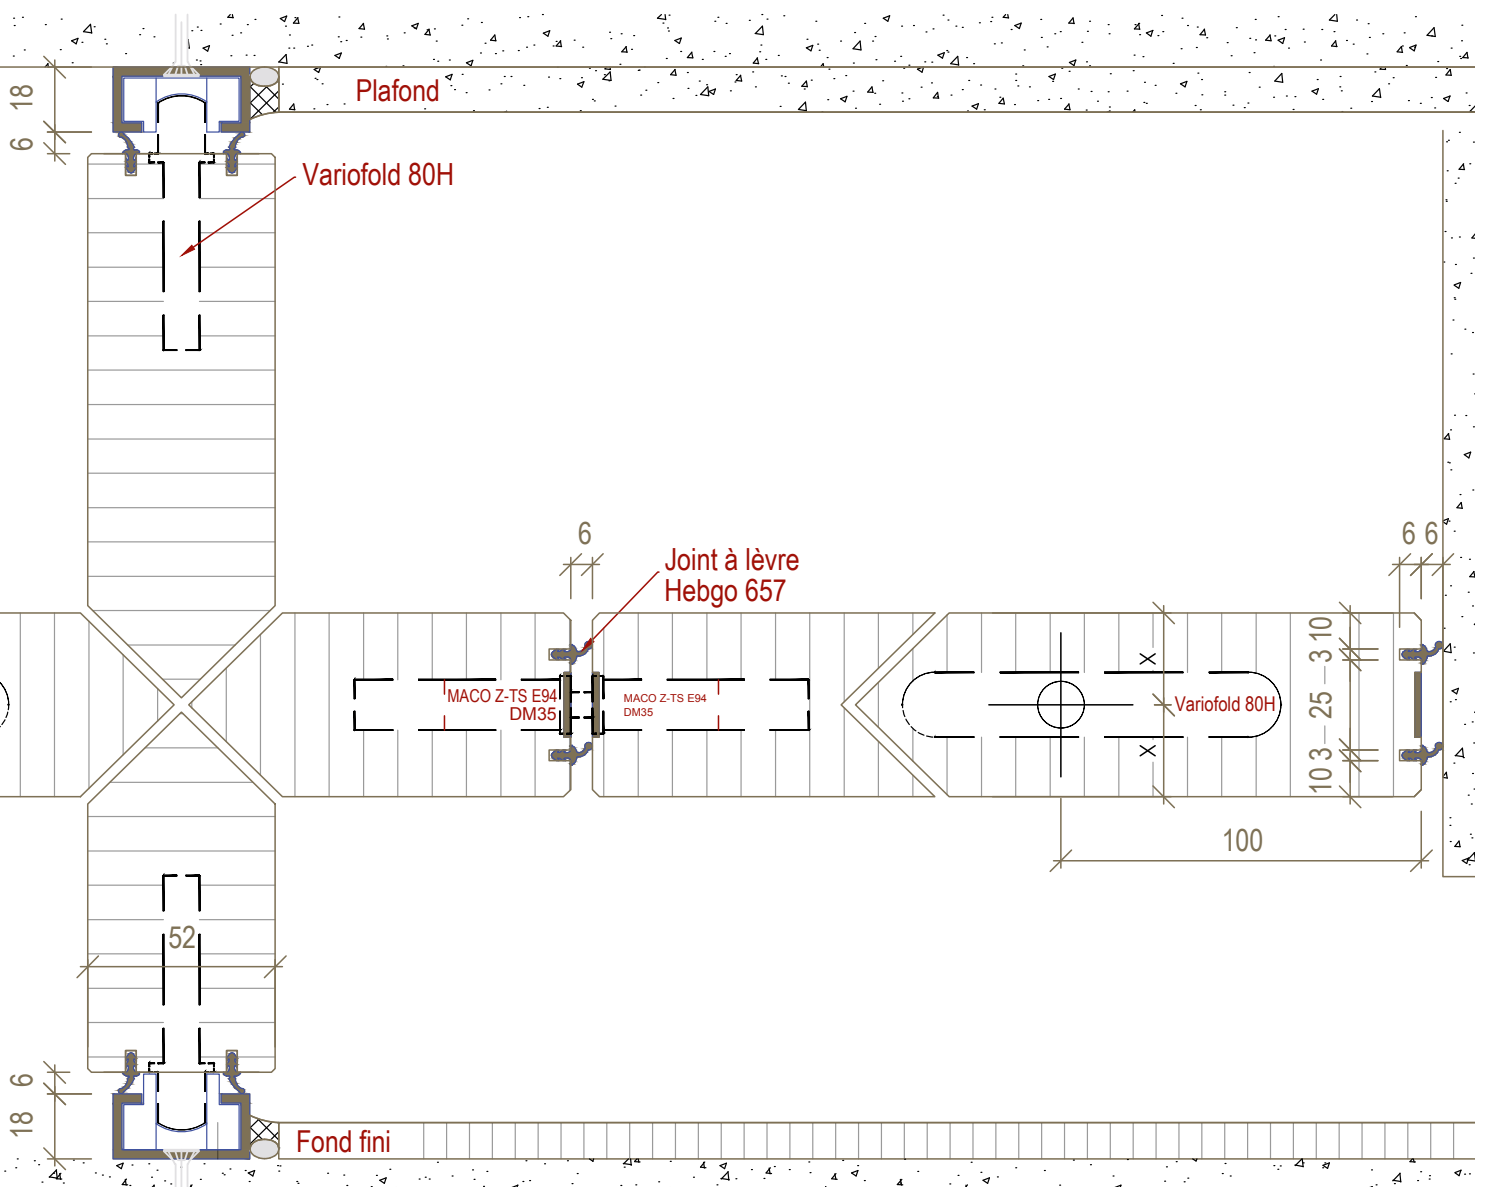 18
Plafond
6
Variofold 80H
6
6 6
Joint à lèvre
Hebgo 657
10
3
X
MACO Z-TS E94
DM35
MACO Z-TS E94
DM35
Variofold 80H
25
X
3
10
100
52
6
18
Fond fini